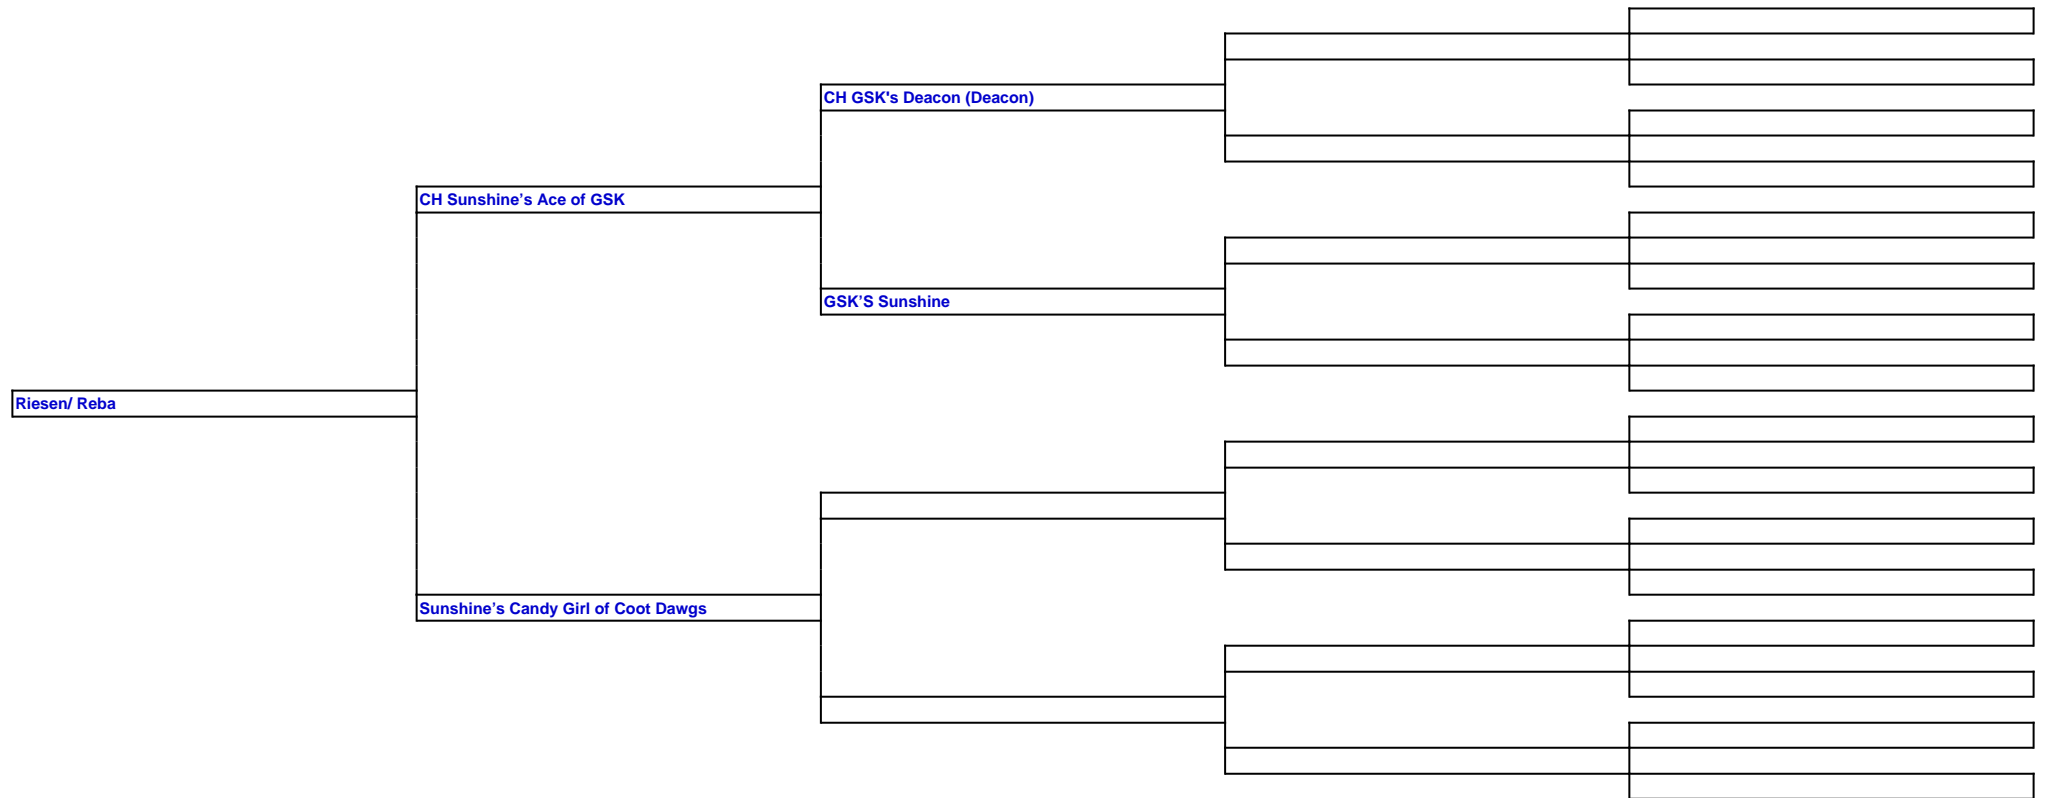 CH GSK's Deacon (Deacon)
CH Sunshine’s Ace of GSK
GSK’S Sunshine
Riesen/ Reba
Sunshine’s Candy Girl of Coot Dawgs